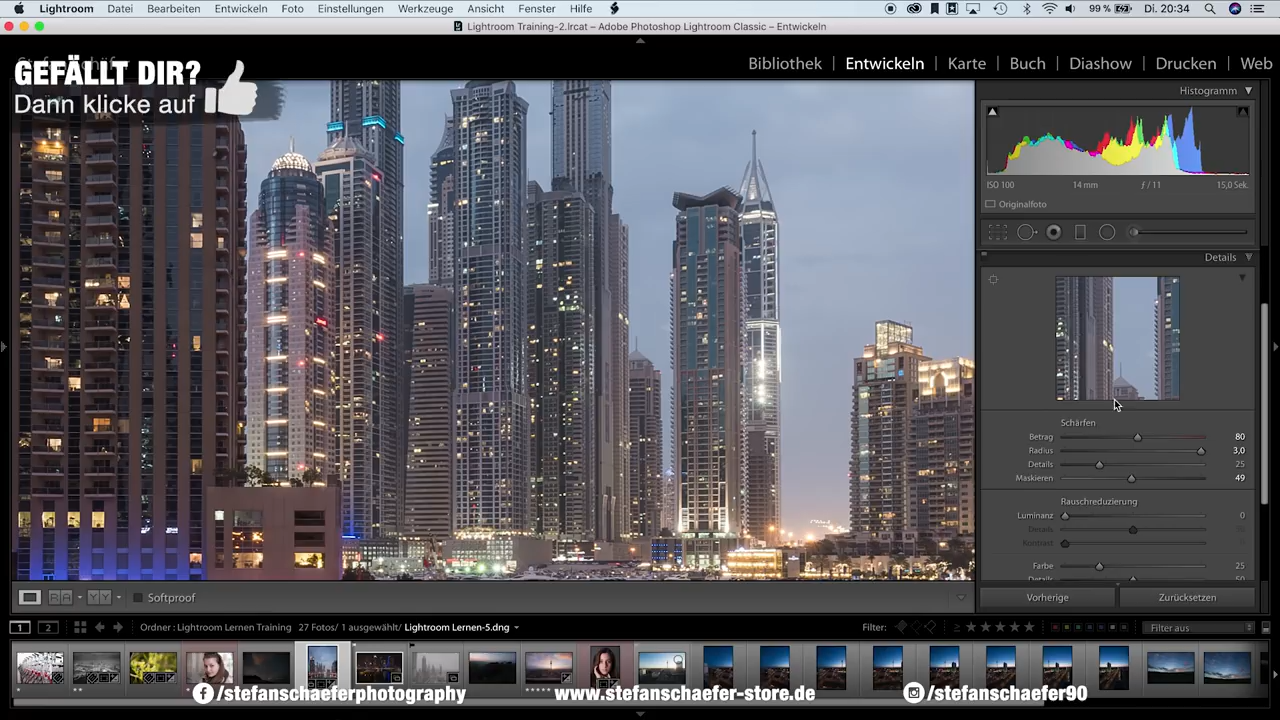 Lightroom Datei Bearbeiten Entwickeln Foto Einstellungen Werkzeuge Ansicht Fenster Hilfe 99 % Di. 20:34
Lightroom Training-2.lrcat – Adobe Photoshop Lightroom Classic – Entwickeln
GEFÄLLT DIR?
Dann klicke auf
Bibliothek | Entwickeln | Karte | Buch | Diashow | Drucken | Web
Histogramm
ISO 100 14 mm ƒ / 11 15,0 Sek.
Originalfoto
Details
Schärfen
Betrag 80
Radius 3,0
Details 25
Maskieren 49
Rauschreduzierung
Luminanz 0
Details
Kontrast
Farbe 25
Details 50
Vorherige Zurücksetzen
Softproof
1 2 Ordner : Lightroom Lernen Training 27 Fotos / 1 ausgewählt / Lightroom Lernen-5.dng Filter: Filter aus
/stefanschaeferphotography www.stefanschaefer-store.de /stefanschaefer90